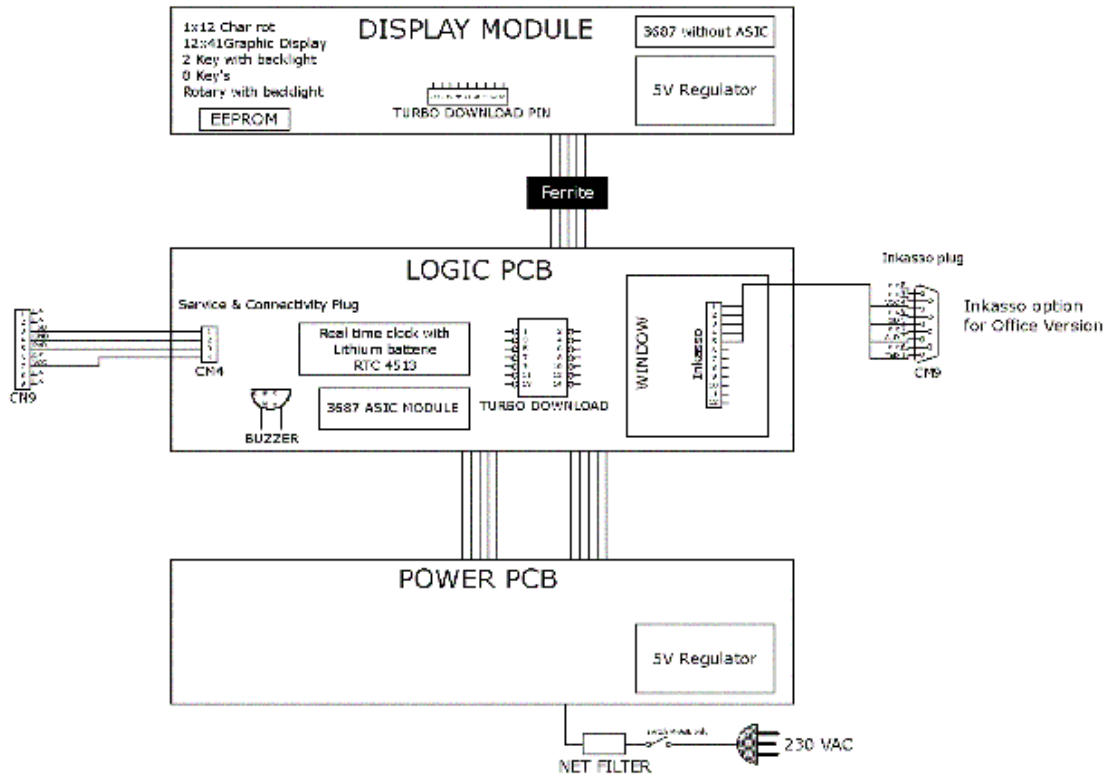 1x12 Char rot
12x41Graphic Display
2 Key with backlight
0 Key's
Rotary with backlight
EEPROM
DISPLAY MODULE
TURBO DOWNLOAD PIN
3687 without ASIC
5V Regulator
Ferrite
LOGIC PCB
Service & Connectivity Plug
CN9
CM4
Real time clock with
Lithium batterie
RTC 4513
3687 ASIC MODULE
BUZZER
TURBO DOWNLOAD
WINDOW
Inkasso
Inkasso plug
CM9
Inkasso option
for Office Version
POWER PCB
5V Regulator
NET FILTER
230 VAC